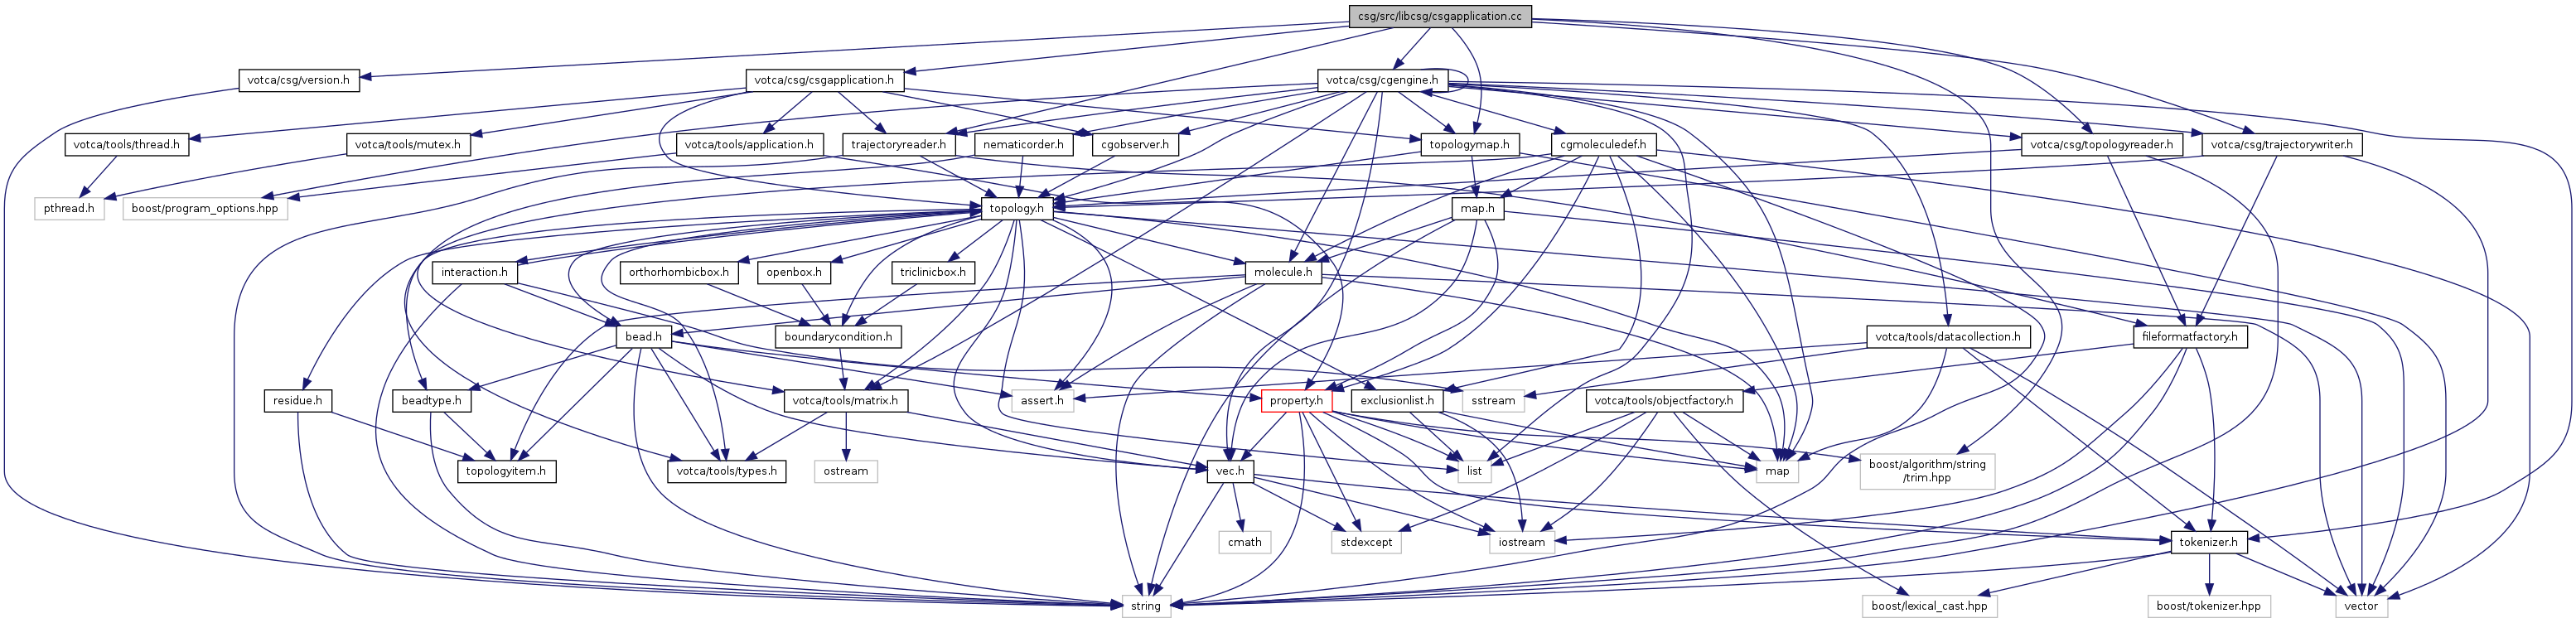 csg/src/libcsg/csgapplication.cc
votca/csg/version.h
votca/csg/csgapplication.h
votca/csg/cgengine.h
votca/tools/thread.h
votca/tools/mutex.h
votca/tools/application.h
trajectoryreader.h
nematicorder.h
cgobserver.h
topologymap.h
cgmoleculedef.h
votca/csg/topologyreader.h
votca/csg/trajectorywriter.h
pthread.h
boost/program_options.hpp
topology.h
map.h
interaction.h
orthorhombicbox.h
openbox.h
triclinicbox.h
molecule.h
bead.h
boundarycondition.h
votca/tools/datacollection.h
fileformatfactory.h
residue.h
beadtype.h
votca/tools/matrix.h
assert.h
property.h
exclusionlist.h
sstream
votca/tools/objectfactory.h
topologyitem.h
votca/tools/types.h
ostream
vec.h
list
map
boost/algorithm/string
/trim.hpp
cmath
stdexcept
iostream
tokenizer.h
string
boost/lexical_cast.hpp
boost/tokenizer.hpp
vector